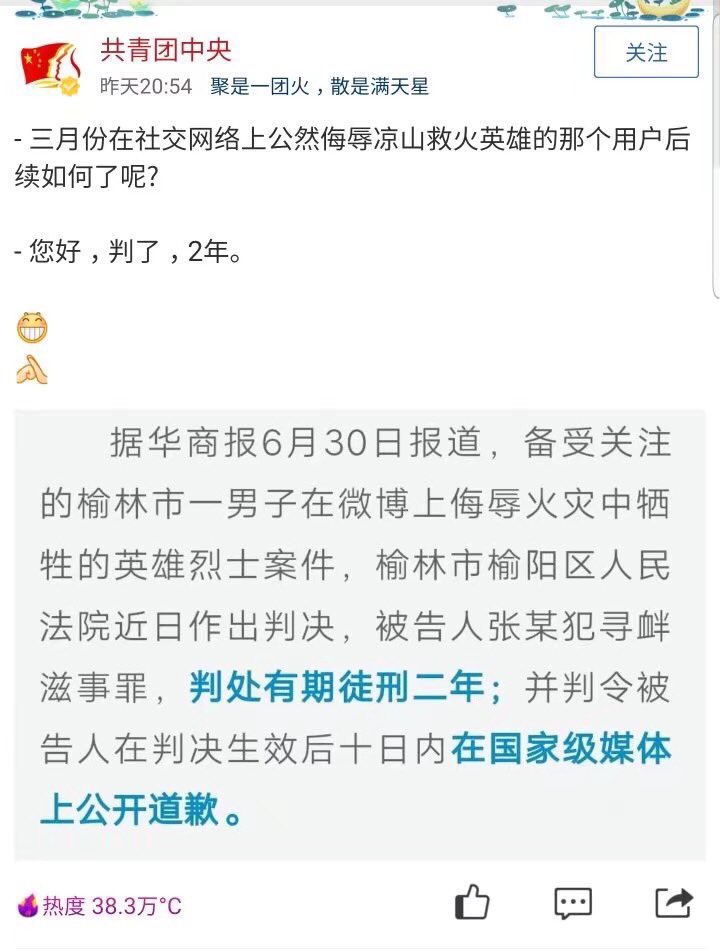 共青团中央
关注
昨天20:54 聚是一团火，散是满天星
- 三月份在社交网络上公然侮辱凉山救火英雄的那个用户后
续如何了呢?
- 您好，判了，2年。
据华商报6月30日报道，备受关注
的榆林市一男子在微博上侮辱火灾中牺
牲的英雄烈士案件，榆林市榆阳区人民
法院近日作出判决，被告人张某犯寻衅
滋事罪，判处有期徒刑二年；并判令被
告人在判决生效后十日内在国家级媒体
上公开道歉。
热度 38.3万°C